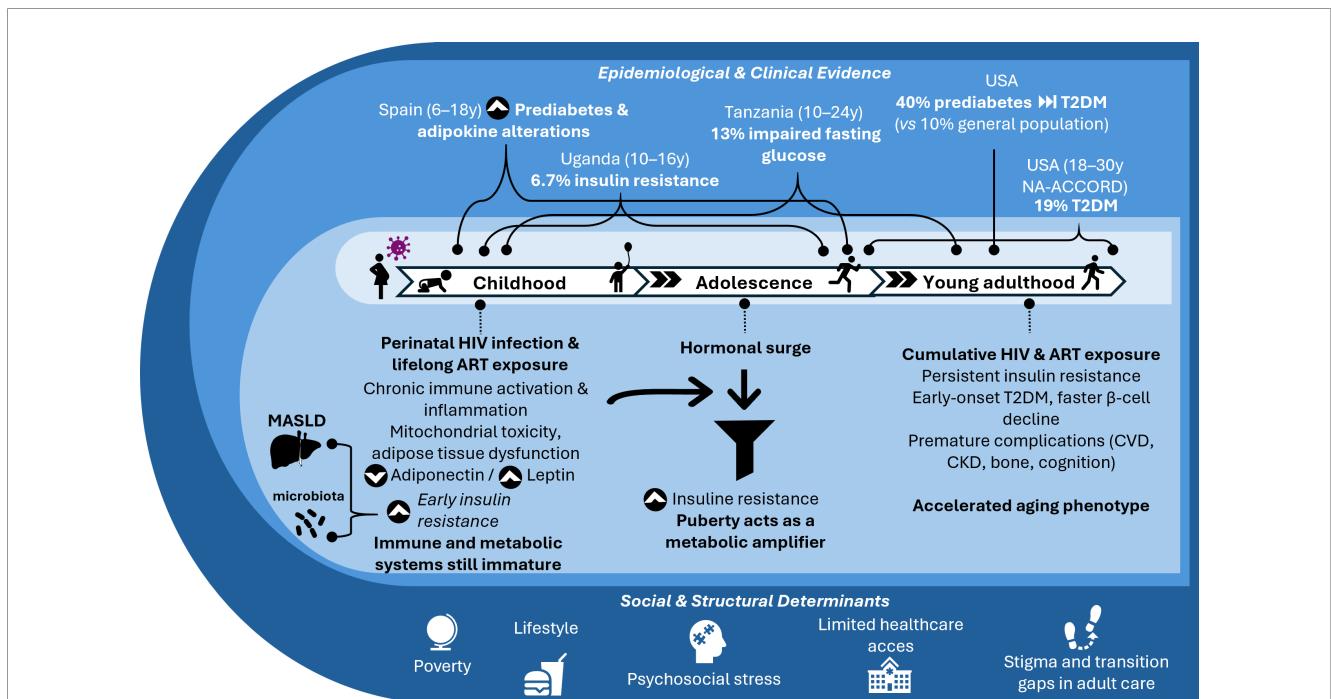 Epidemiological & Clinical Evidence
Spain (6–18y) Prediabetes &
adipokine alterations
Uganda (10–16y)
6.7% insulin resistance
Tanzania (10–24y)
13% impaired fasting
glucose
USA
40% prediabetes T2DM
(vs 10% general population)
USA (18–30y
NA-ACCORD)
19% T2DM
Childhood
Adolescence
Young adulthood
Perinatal HIV infection &
lifelong ART exposure
Chronic immune activation &
inflammation
Mitochondrial toxicity,
adipose tissue dysfunction
Adiponectin / Leptin
MASLD
microbiota
Early insulin
resistance
Immune and metabolic
systems still immature
Hormonal surge
Insuline resistance
Puberty acts as a
metabolic amplifier
Cumulative HIV & ART exposure
Persistent insulin resistance
Early-onset T2DM, faster β-cell
decline
Premature complications (CVD,
CKD, bone, cognition)
Accelerated aging phenotype
Social & Structural Determinants
Poverty
Lifestyle
Psychosocial stress
Limited healthcare
acces
Stigma and transition
gaps in adult care